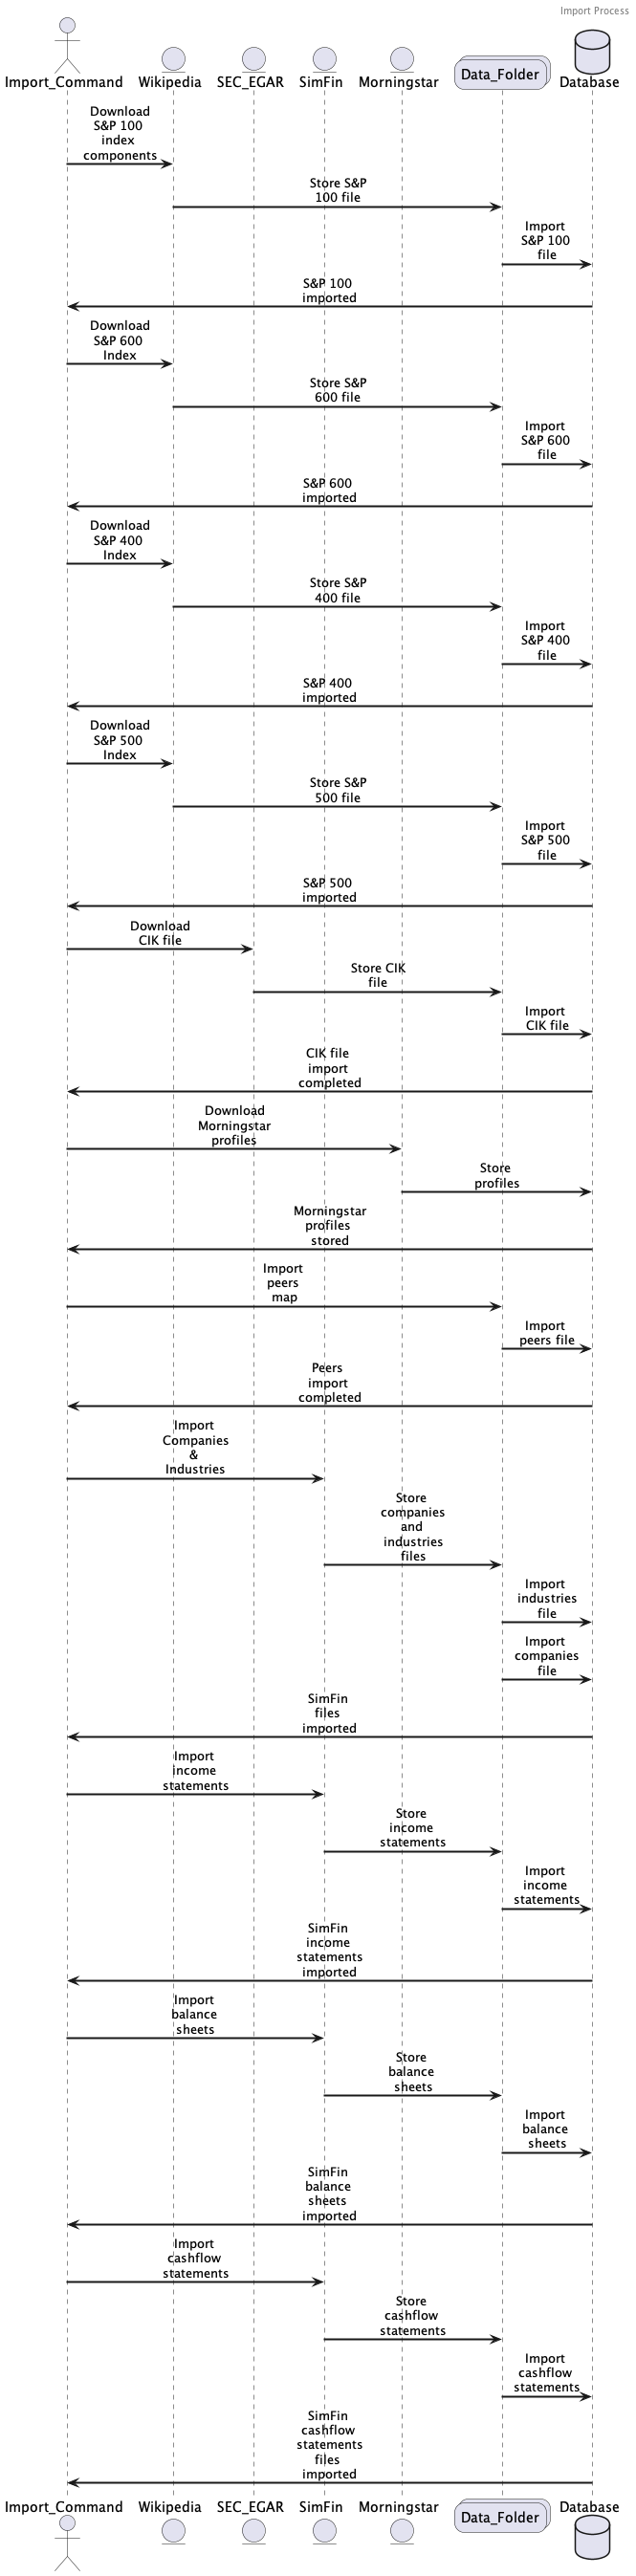 Import Process
Import_Command Wikipedia SEC_EGAR SimFin Morningstar Data_Folder Database
Download
S&P 100
index
components
Store S&P
100 file
Import
S&P 100
file
S&P 100
imported
Download
S&P 600
Index
Store S&P
600 file
Import
S&P 600
file
S&P 600
imported
Download
S&P 400
Index
Store S&P
400 file
Import
S&P 400
file
S&P 400
imported
Download
S&P 500
Index
Store S&P
500 file
Import
S&P 500
file
S&P 500
imported
Download
CIK file
Store CIK
file
Import
CIK file
CIK file
import
completed
Download
Morningstar
profiles
Store
profiles
Morningstar
profiles
stored
Import
peers
map
Import
peers file
Peers
import
completed
Import
Companies
&
Industries
Store
companies
and
industries
files
Import
industries
file
Import
companies
file
SimFin
files
imported
Import
income
statements
Store
income
statements
Import
income
statements
SimFin
income
statements
imported
Import
balance
sheets
Store
balance
sheets
Import
balance
sheets
SimFin
balance
sheets
imported
Import
cashflow
statements
Store
cashflow
statements
Import
cashflow
statements
SimFin
cashflow
statements
files
imported
Import_Command Wikipedia SEC_EGAR SimFin Morningstar Data_Folder Database